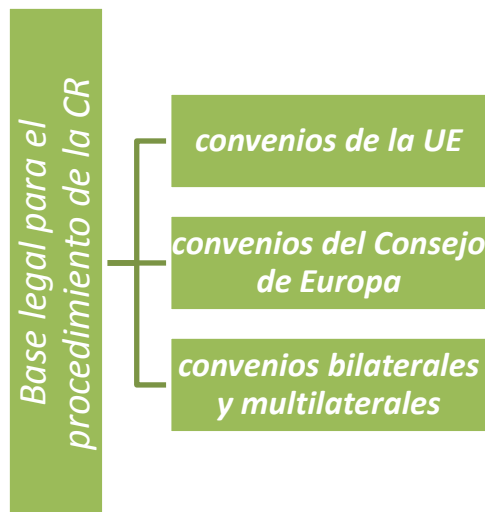 Base legal para el
procedimiento de la CR
convenios de la UE
convenios del Consejo
de Europa
convenios bilaterales
y multilaterales